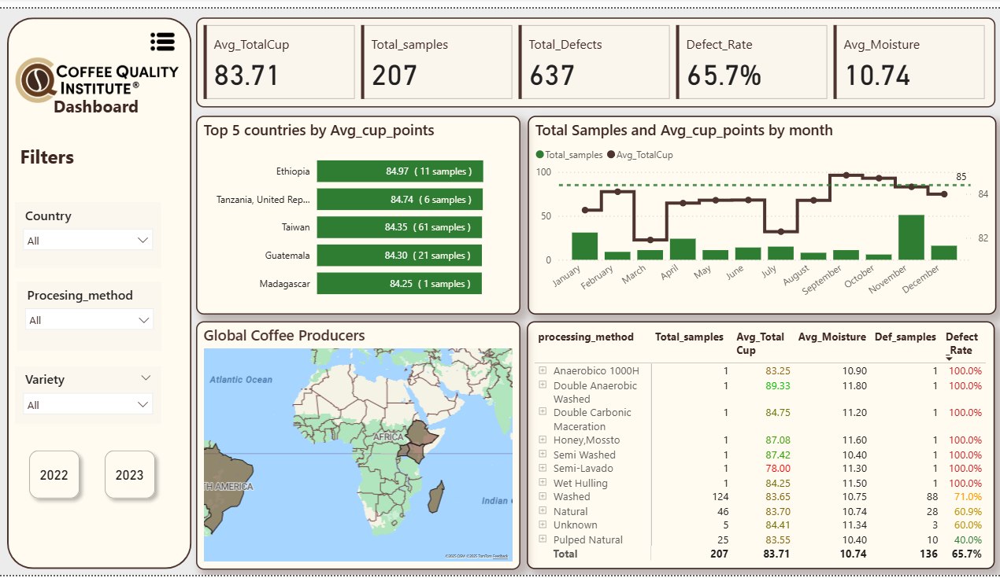 COFFEE QUALITY
INSTITUTE®
Dashboard
Filters
Country
All
Procesing_method
All
Variety
All
2022
2023
Avg_TotalCup
83.71
Total_samples
207
Total_Defects
637
Defect_Rate
65.7%
Avg_Moisture
10.74
Top 5 countries by Avg_cup_points
Ethiopia 84.97 ( 11 samples )
Tanzania, United Rep... 84.74 ( 6 samples )
Taiwan 84.35 ( 61 samples )
Guatemala 84.30 ( 21 samples )
Madagascar 84.25 ( 1 samples )
Total Samples and Avg_cup_points by month
Total_samples Avg_TotalCup
100
50
0
85
84
82
January
February
March
April
May
June
July
August
September
October
November
December
Global Coffee Producers
Atlantic Ocean
AFRICA
TH AMERICA
Indian
©2025 OSM ©2025 TomTom Feedback
processing_method Total_samples Avg_Total Avg_Moisture Def_samples Defect
Cup _Rate
Anaerobico 1000H 1 83.25 10.90 1 100.0%
Double Anaerobic 1 89.33 11.80 1 100.0%
Washed
Double Carbonic 1 84.75 11.20 1 100.0%
Maceration
Honey,Mossto 1 87.08 11.60 1 100.0%
Semi Washed 1 87.42 10.40 1 100.0%
Semi-Lavado 1 78.00 11.30 1 100.0%
Wet Hulling 1 84.25 11.50 1 100.0%
Washed 124 83.65 10.75 88 71.0%
Natural 46 83.70 10.74 28 60.9%
Unknown 5 84.41 11.34 3 60.0%
Pulped Natural 25 83.55 10.40 10 40.0%
Total 207 83.71 10.74 136 65.7%